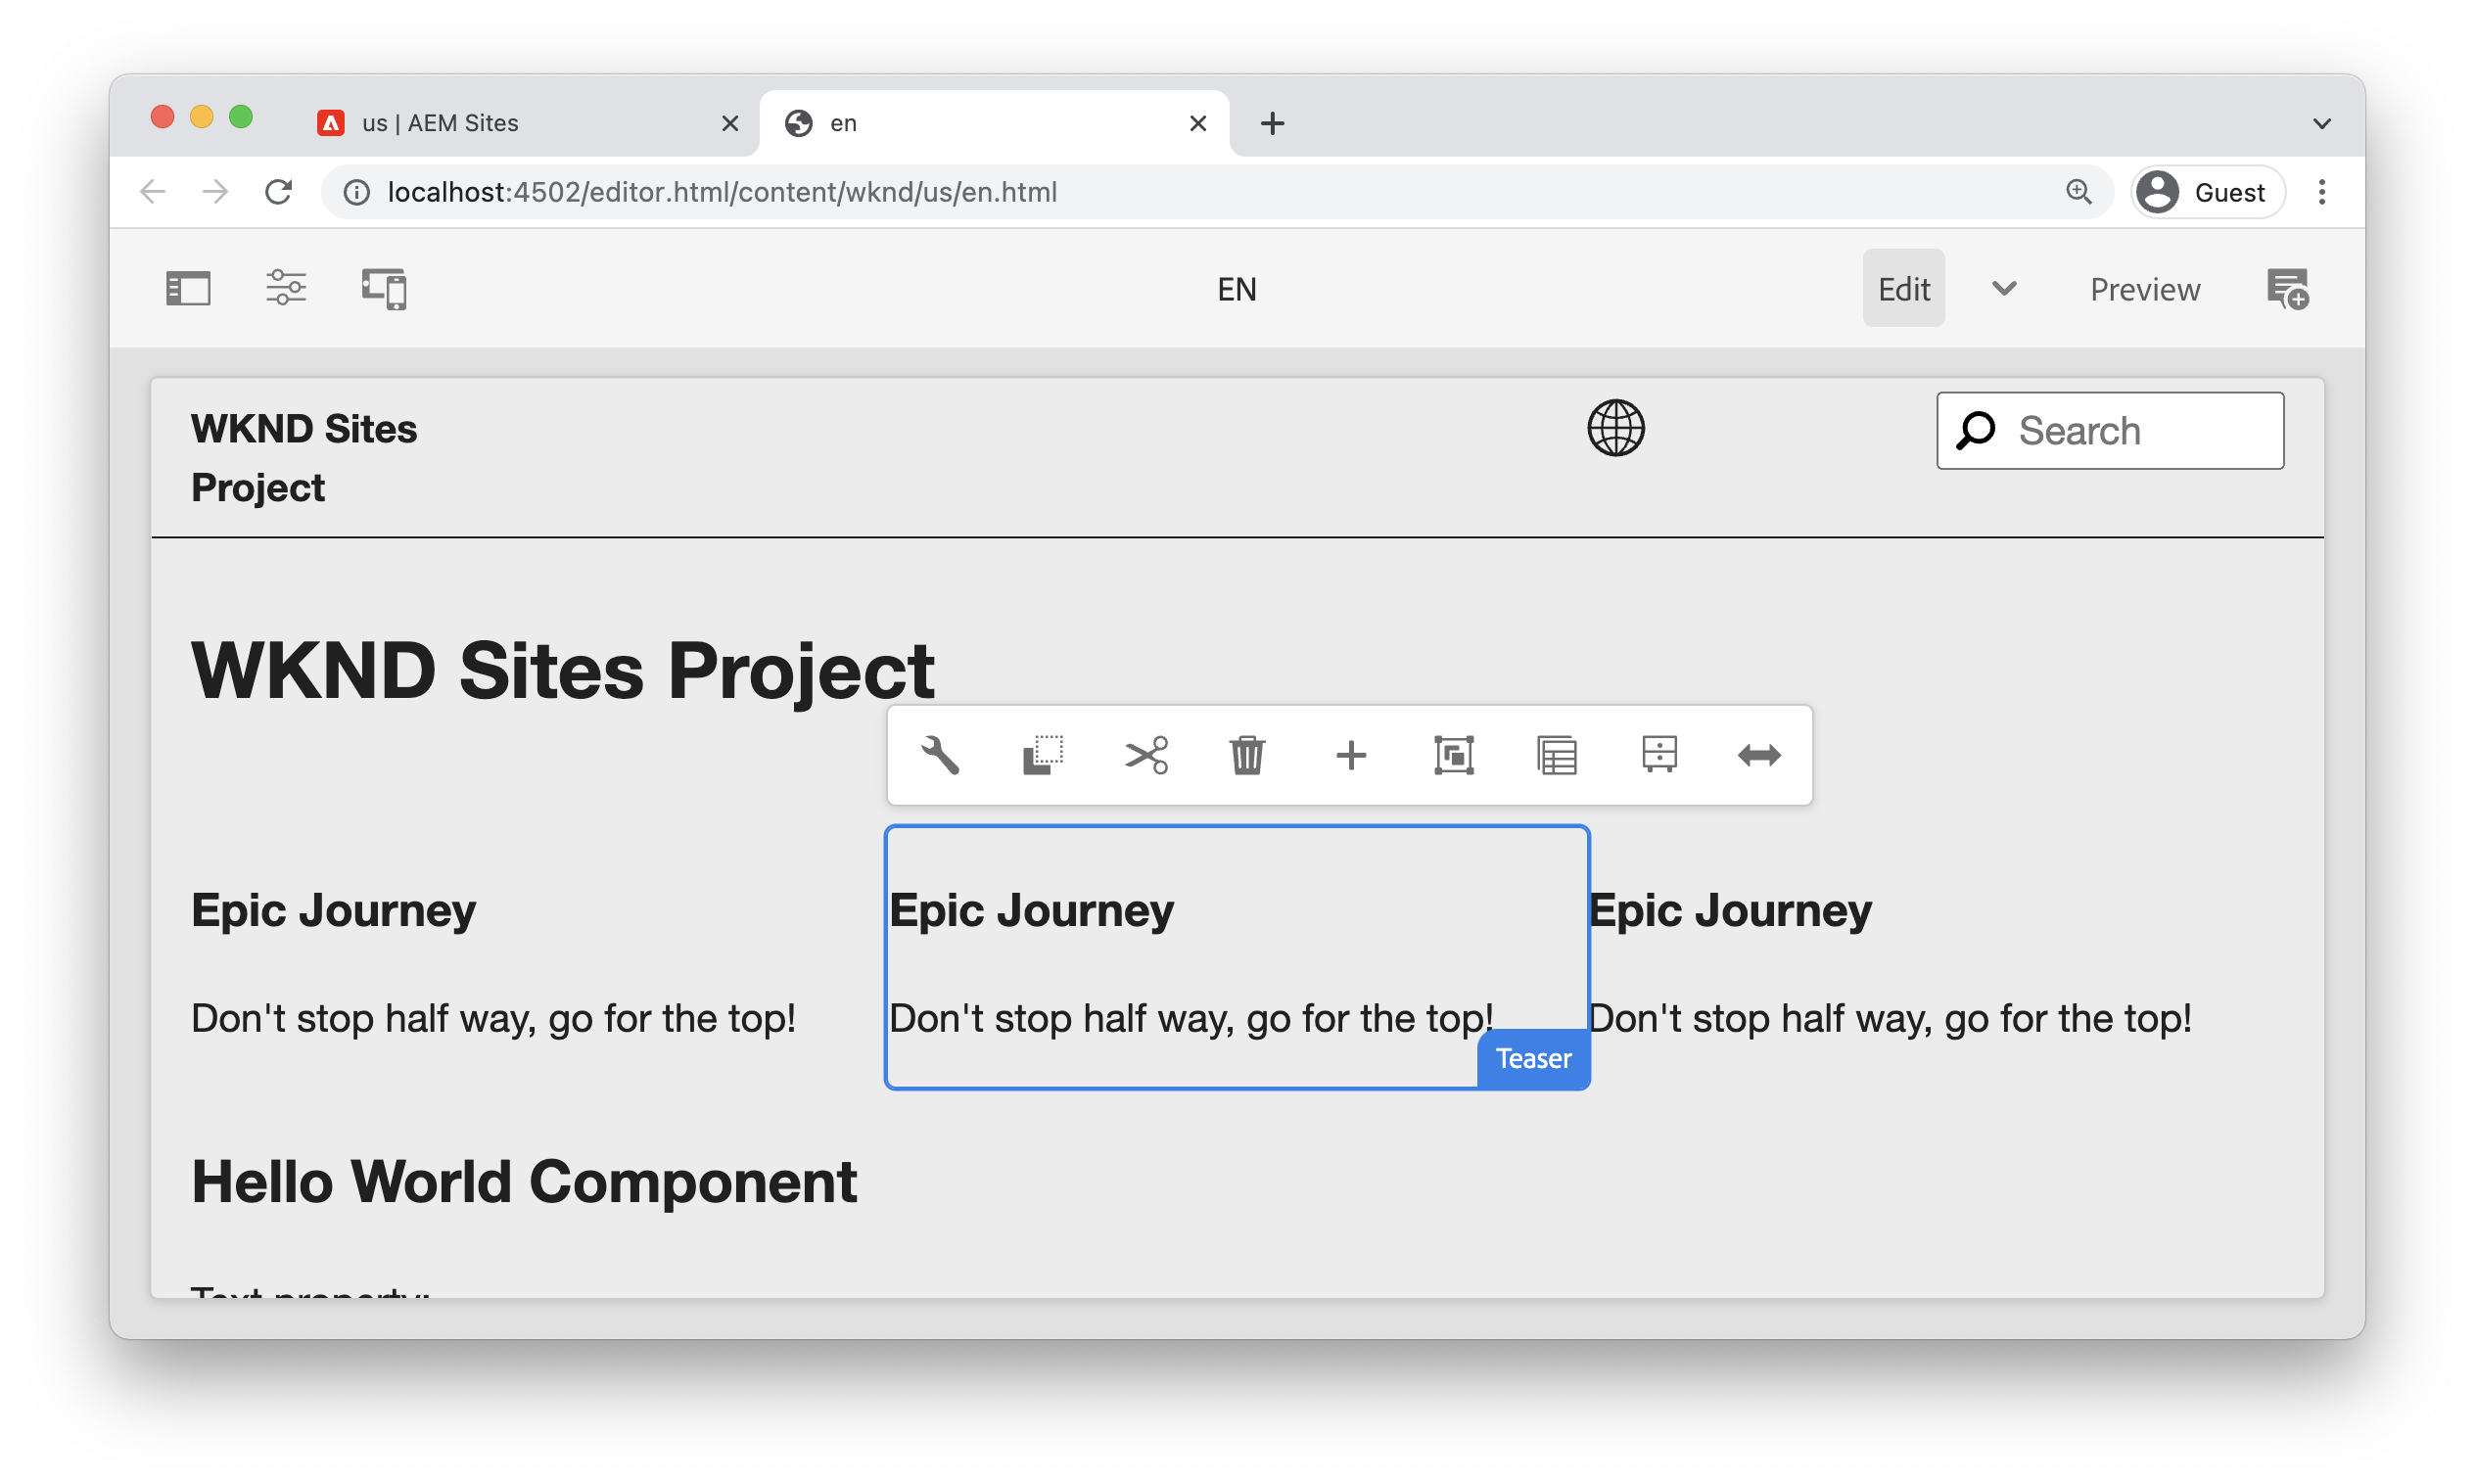 us | AEM Sites
en
localhost:4502/editor.html/content/wknd/us/en.html
Guest
EN
Edit
Preview
WKND Sites
Project
Search
WKND Sites Project
Epic Journey
Don't stop half way, go for the top!
Epic Journey
Don't stop half way, go for the top!
Teaser
Epic Journey
Don't stop half way, go for the top!
Hello World Component
Text property: